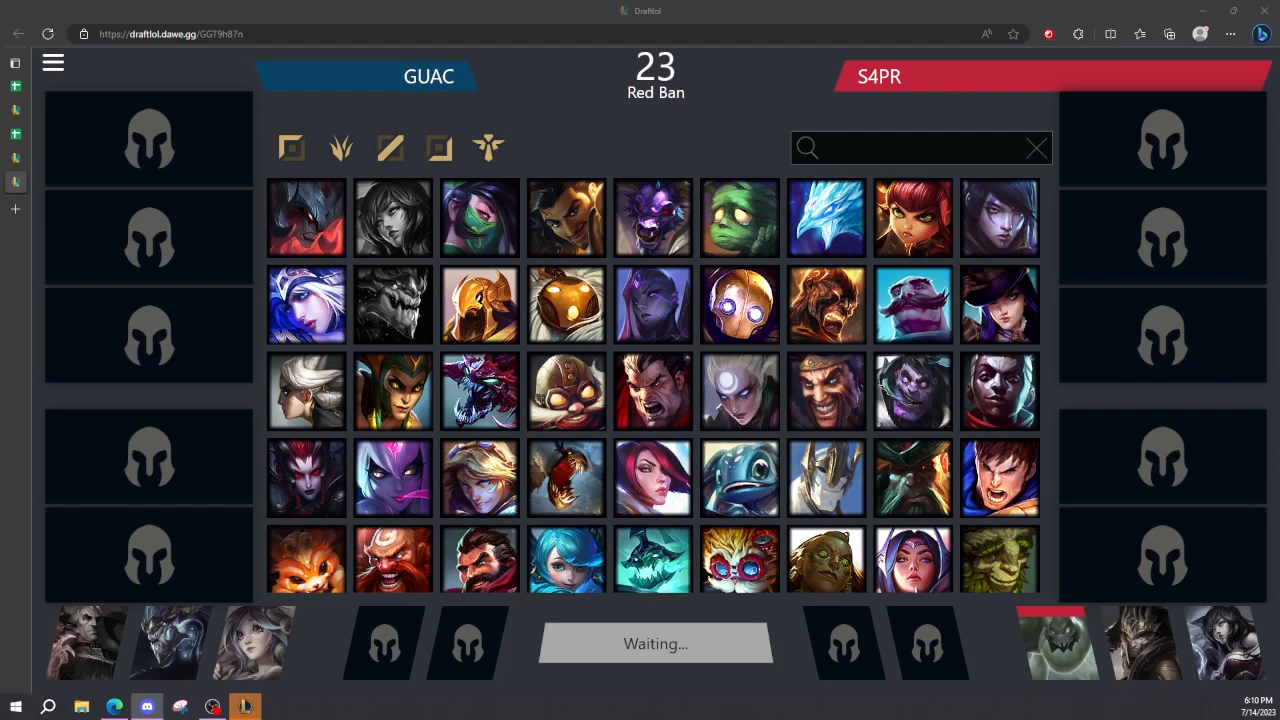 Draftlol
https://draftlol.dawe.gg/GGT9h87n
GUAC
23
Red Ban
S4PR
Waiting...
6:10 PM
7/14/2023